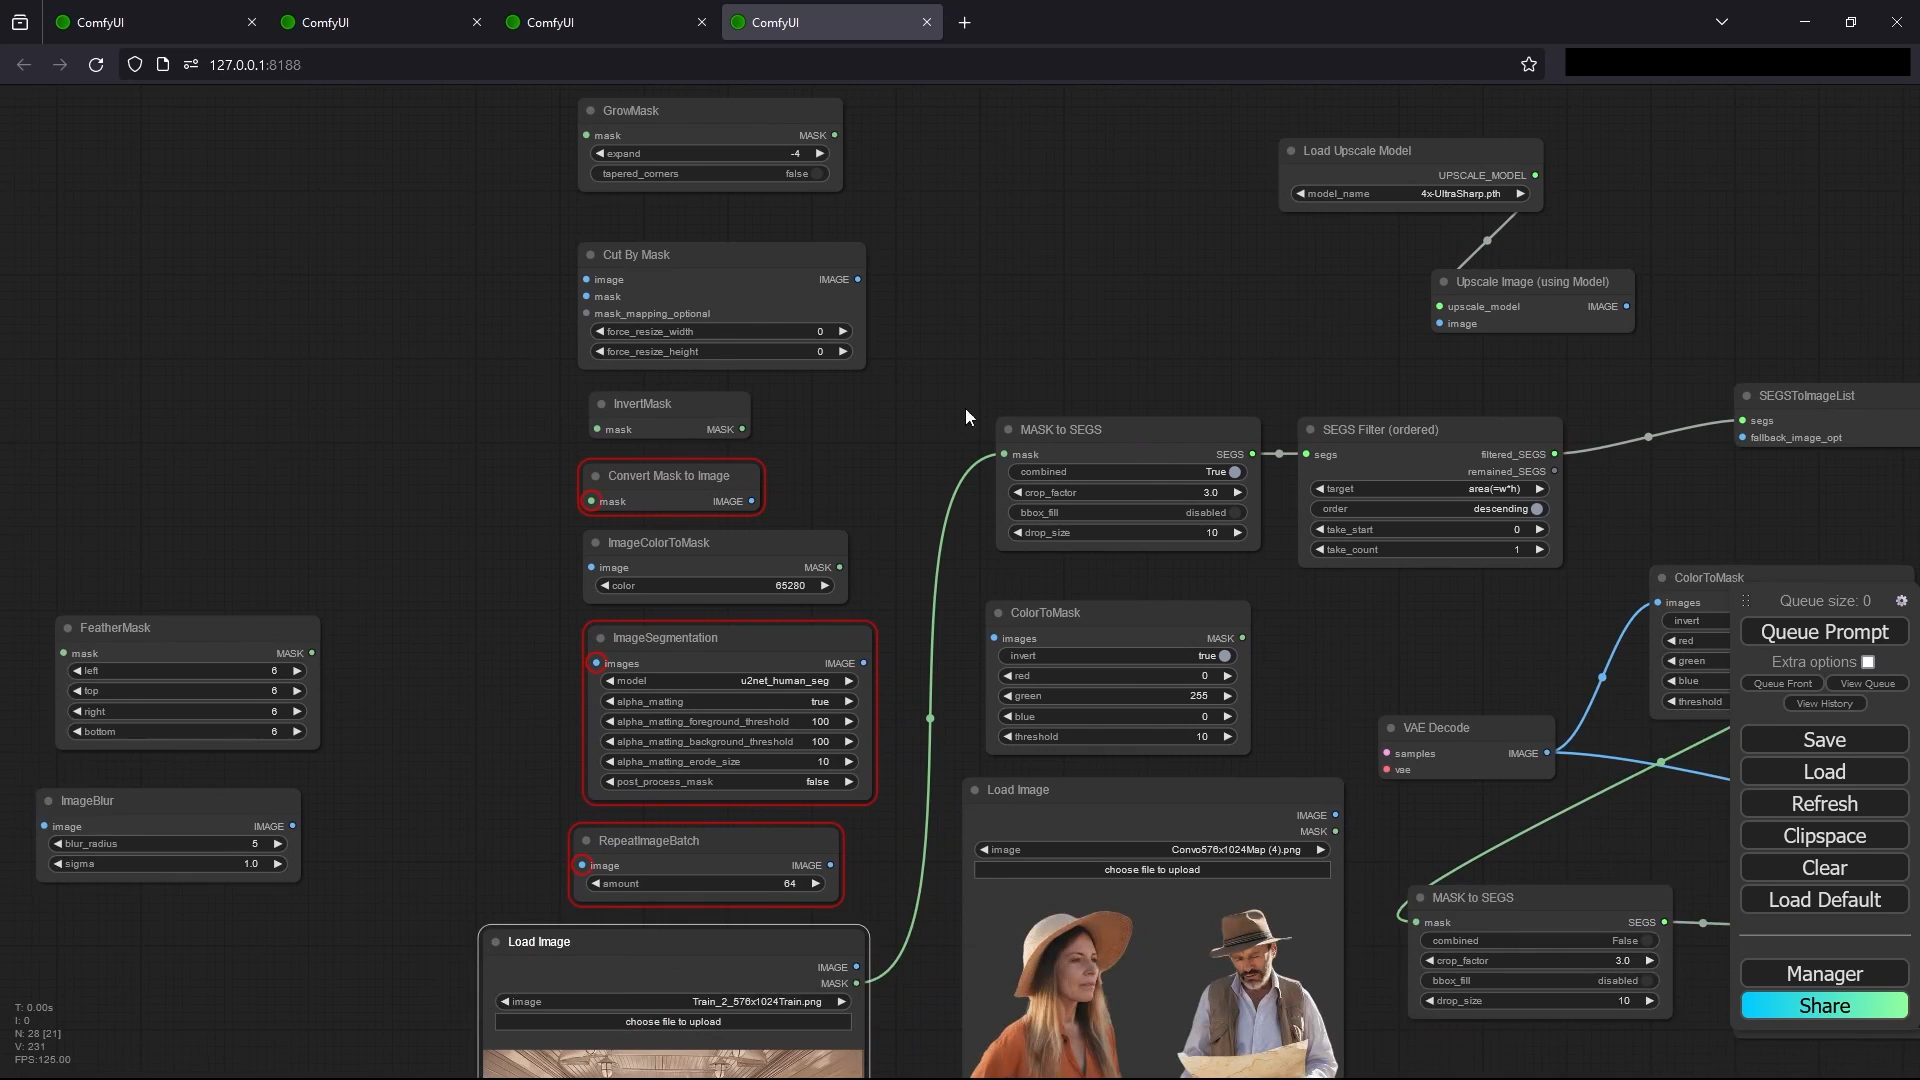 ComfyUI
ComfyUI
ComfyUI
ComfyUI
127.0.0.1:8188
GrowMask
mask MASK
expand -4
tapered_corners false
Load Upscale Model
UPSCALE_MODEL
model_name 4x-UltraSharp.pth
Cut By Mask
image IMAGE
mask
mask_mapping_optional
force_resize_width 0
force_resize_height 0
Upscale Image (using Model)
upscale_model IMAGE
image
InvertMask
mask MASK
SEGSToImageList
segs
fallback_image_opt
MASK to SEGS
mask SEGS
combined True
crop_factor 3.0
bbox_fill disabled
drop_size 10
SEGS Filter (ordered)
segs filtered_SEGS
remained_SEGS
target area(=w*h)
order descending
take_start 0
take_count 1
Convert Mask to Image
mask IMAGE
ImageColorToMask
image MASK
color 65280
ColorToMask
images
invert
red
green
blue
threshold
Queue size: 0
Queue Prompt
Extra options
Queue Front View Queue
View History
Save
Load
Refresh
Clipspace
Clear
Load Default
Manager
Share
FeatherMask
mask MASK
left 6
top 6
right 6
bottom 6
ImageSegmentation
images IMAGE
model u2net_human_seg
alpha_matting true
alpha_matting_foreground_threshold 100
alpha_matting_background_threshold 100
alpha_matting_erode_size 10
post_process_mask false
ColorToMask
images MASK
invert true
red 0
green 255
blue 0
threshold 10
VAE Decode
samples IMAGE
vae
ImageBlur
image IMAGE
blur_radius 5
sigma 1.0
RepeatImageBatch
image IMAGE
amount 64
Load Image
IMAGE
MASK
image Convo576x1024Map (4).png
choose file to upload
MASK to SEGS
mask SEGS
combined False
crop_factor 3.0
bbox_fill disabled
drop_size 10
Load Image
IMAGE
MASK
image Train_2_576x1024Train.png
choose file to upload
T: 0.00s
I: 0
N: 28 [21]
V: 231
FPS:125.00